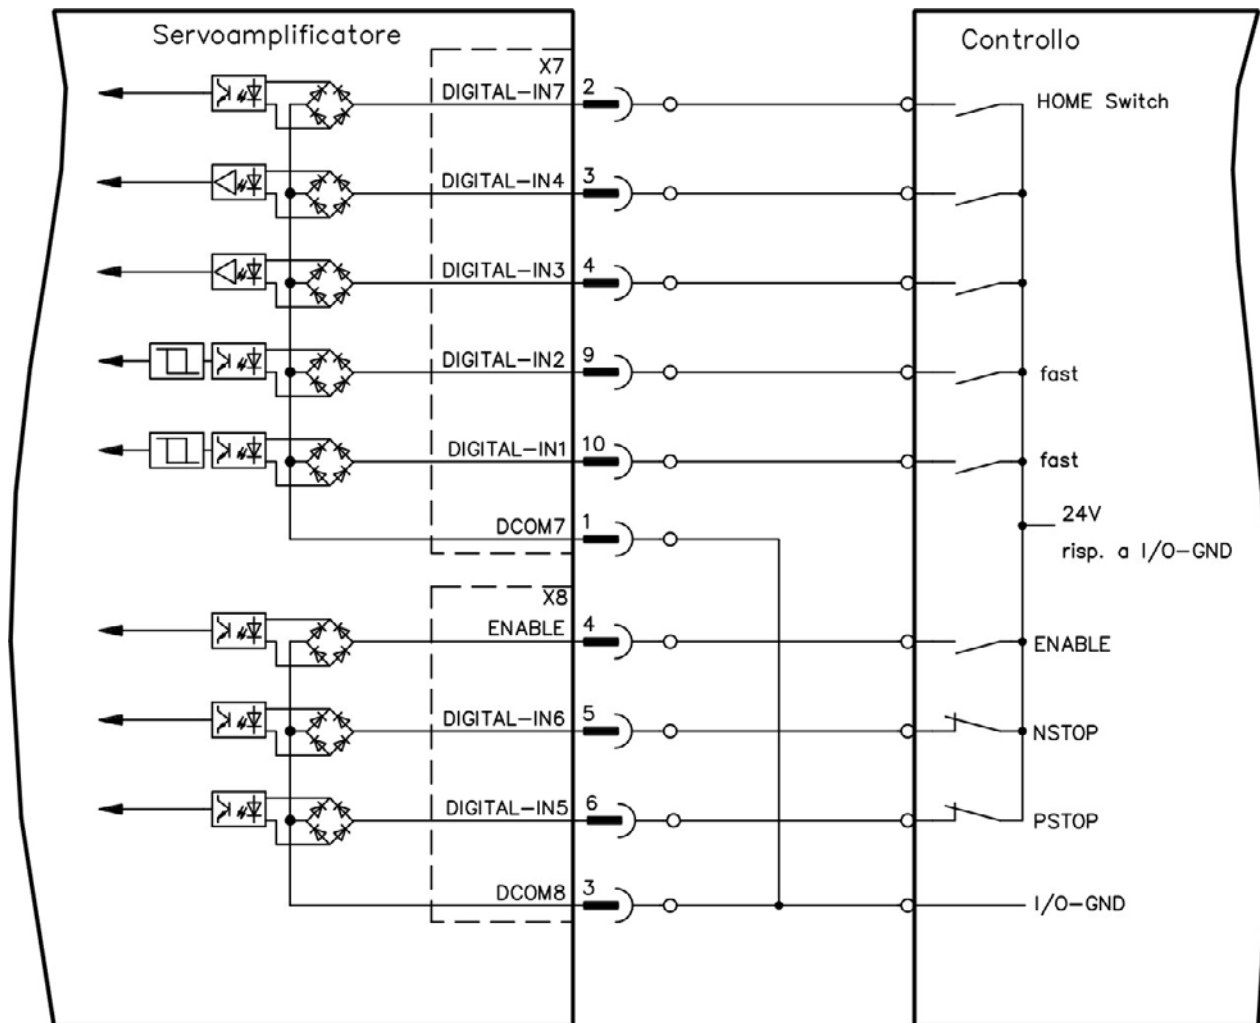 Servoamplificatore
Controllo
X7
DIGITAL-IN7 2 HOME Switch
DIGITAL-IN4 3
DIGITAL-IN3 4
DIGITAL-IN2 9 fast
DIGITAL-IN1 10 fast
DCOM7 1
24V
risp. a I/O-GND
X8
ENABLE 4 ENABLE
DIGITAL-IN6 5 NSTOP
DIGITAL-IN5 6 PSTOP
DCOM8 3 I/O-GND